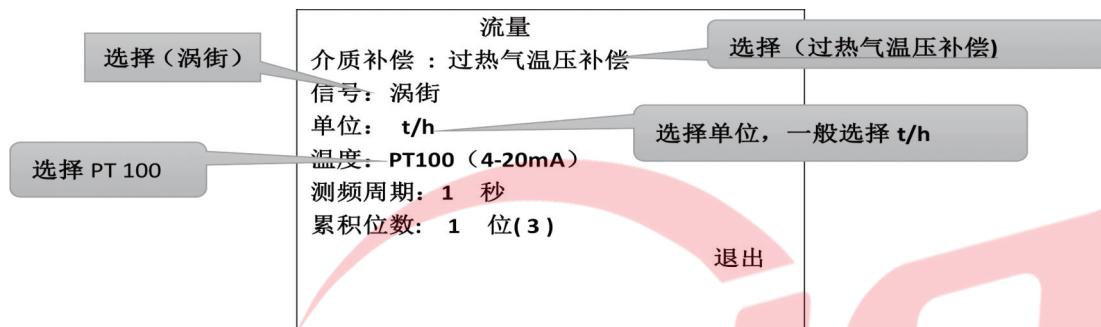 流量
选择（涡街）
介质补偿 ：过热气温压补偿
选择（过热气温压补偿)
信号：涡街
单位： t/h
选择单位，一般选择 t/h
温度：PT100（4-20mA）
选择 PT 100
测频周期：1 秒
累积位数： 1 位( 3 )
退出